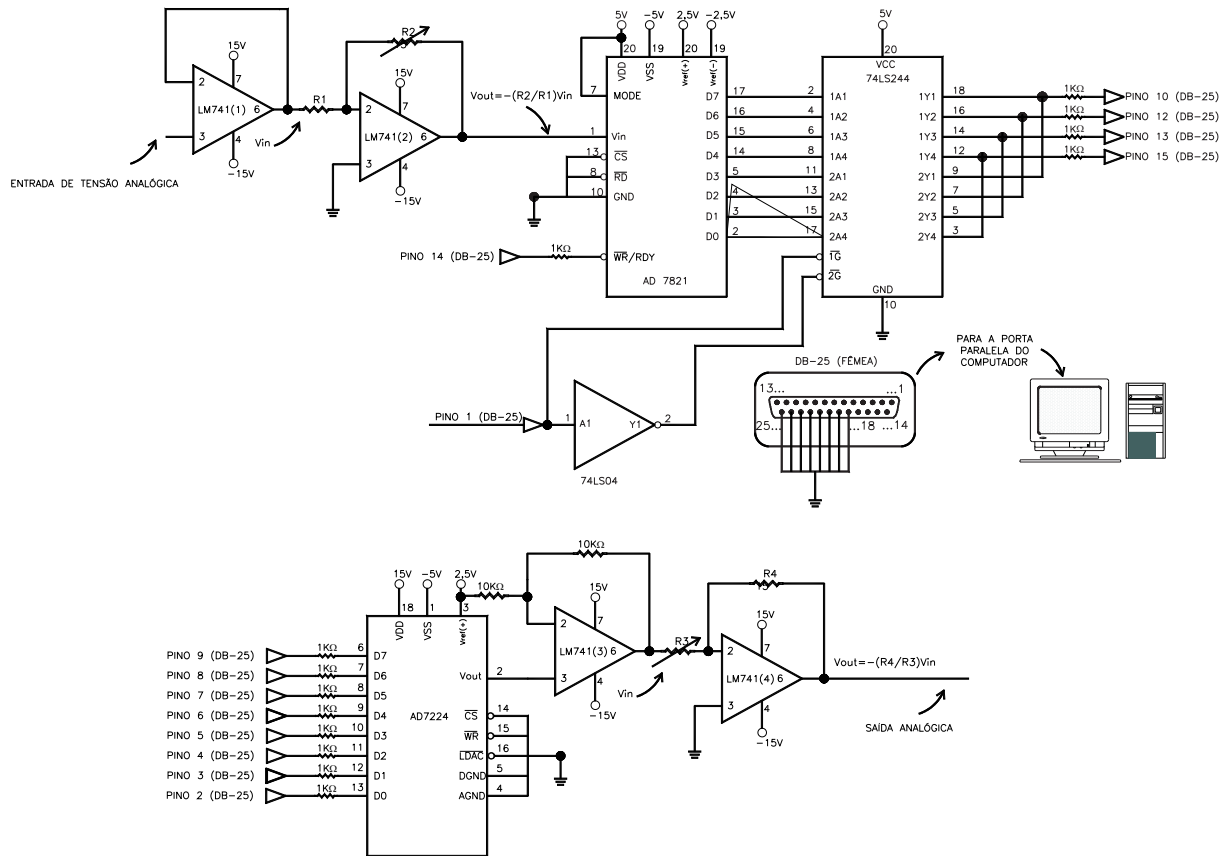 5V
-5V
2,5V
-2,5V
5V
20
19
20
19
20
VDD
VSS
Vref(+)
Vref(-)
VCC
74LS244
15V
7
2
LM741(1)
6
3
4
-15V
R1
Vin
ENTRADA DE TENSÃO ANALÓGICA
R2
15V
7
2
LM741(2)
6
3
4
-15V
Vout=-(R2/R1)Vin
7
MODE
1
Vin
13
CS
8
RD
10
GND
PINO 14 (DB-25)
1KΩ
WR/RDY
AD 7821
D7
17
2
1A1
D6
16
4
1A2
D5
15
6
1A3
D4
14
8
1A4
D3
5
11
2A1
D2
4
13
2A2
D1
3
15
2A3
D0
2
17
2A4
1G
2G
GND
10
1Y1
18
1KΩ
PINO 10 (DB-25)
1Y2
16
1KΩ
PINO 12 (DB-25)
1Y3
14
1KΩ
PINO 13 (DB-25)
1Y4
12
1KΩ
PINO 15 (DB-25)
2Y1
9
2Y2
7
2Y3
5
2Y4
3
PINO 1 (DB-25)
1
A1
Y1
2
74LS04
DB-25 (FÊMEA)
13...
...1
25...
...18
...14
PARA A PORTA
PARALELA DO
COMPUTADOR
15V
-5V
2,5V
18
1
3
VDD
VSS
Vref(+)
10KΩ
10KΩ
PINO 9 (DB-25)
1KΩ
6
D7
PINO 8 (DB-25)
1KΩ
7
D6
PINO 7 (DB-25)
1KΩ
8
D5
PINO 6 (DB-25)
1KΩ
9
D4
PINO 5 (DB-25)
1KΩ
10
D3
PINO 4 (DB-25)
1KΩ
11
D2
PINO 3 (DB-25)
1KΩ
12
D1
PINO 2 (DB-25)
1KΩ
13
D0
AD7224
Vout
2
CS
14
WR
15
LDAC
16
DGND
5
AGND
4
15V
7
2
LM741(3)
6
3
4
-15V
R3
Vin
R4
15V
7
2
LM741(4)
6
3
4
-15V
Vout=-(R4/R3)Vin
SAÍDA ANALÓGICA